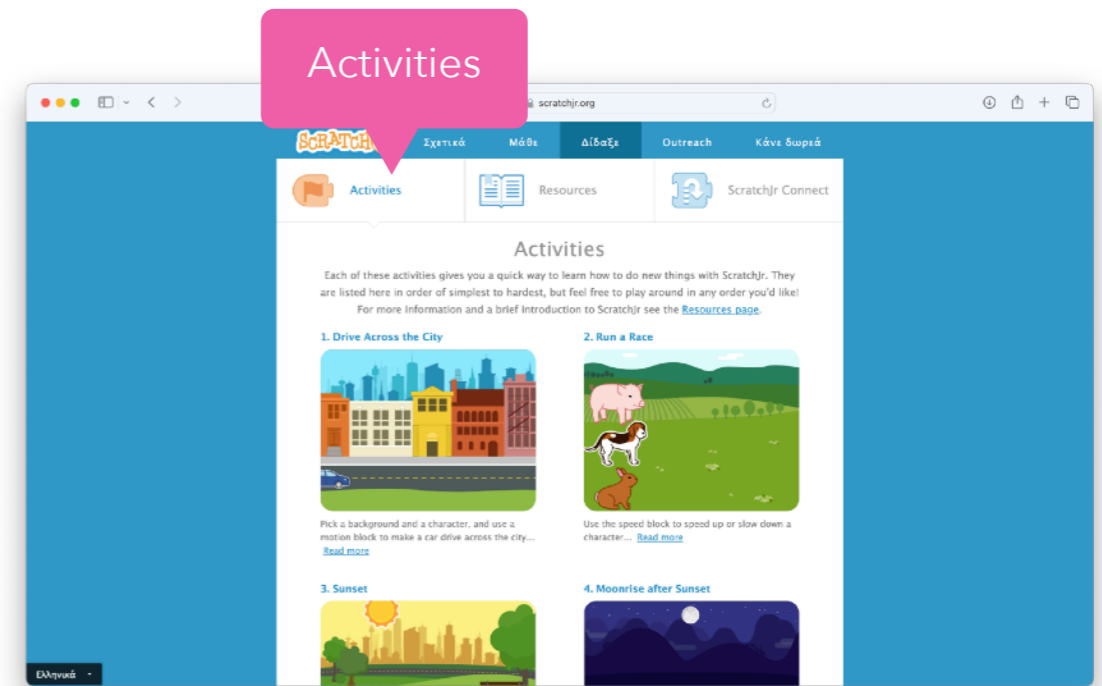 Activities
scratchjr.org
SCRATCH
Σχετικά
Μάθε
Δίδαξε
Outreach
Κάνε δωρεά
Activities
Resources
ScratchJr Connect
Activities
Each of these activities gives you a quick way to learn how to do new things with ScratchJr. They
are listed here in order of simplest to hardest, but feel free to play around in any order you'd like!
For more information and a brief introduction to ScratchJr see the Resources page.
1. Drive Across the City
2. Run a Race
Pick a background and a character, and use a
motion block to make a car drive across the city...
Read more
Use the speed block to speed up or slow down a
character... Read more
3. Sunset
4. Moonrise after Sunset
Ελληνικά